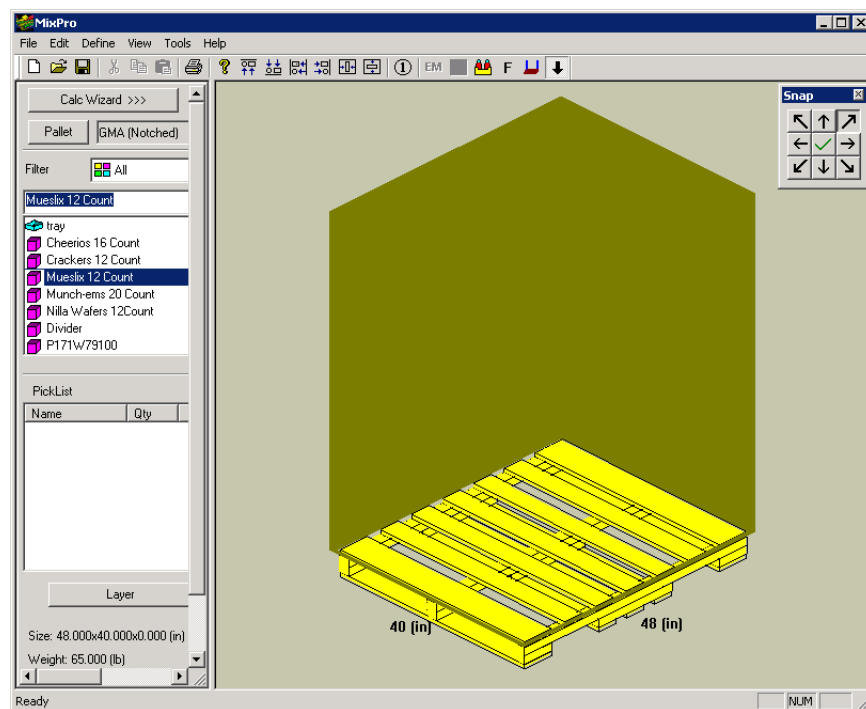 MixPro
File Edit Define View Tools Help
EM F
Calc Wizard >>>
Pallet GMA (Notched)
Filter All
Mueslix 12 Count
tray
Cheerios 16 Count
Crackers 12 Count
Mueslix 12 Count
Munch-ems 20 Count
Nilla Wafers 12Count
Divider
P171W79100
PickList
Name Qty
Layer
Size: 48.000x40.000x0.000 (in)
Weight: 65.000 (lb)
Snap
40 (in)
48 (in)
Ready NUM